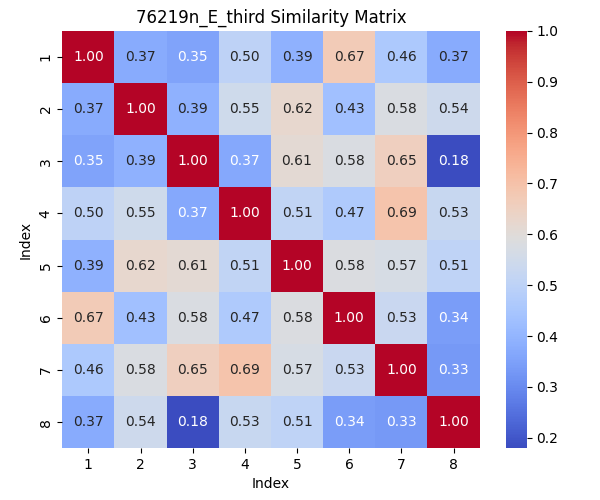 76219n_E_third Similarity Matrix
1 1.00 0.37 0.35 0.50 0.39 0.67 0.46 0.37
2 0.37 1.00 0.39 0.55 0.62 0.43 0.58 0.54
3 0.35 0.39 1.00 0.37 0.61 0.58 0.65 0.18
4 0.50 0.55 0.37 1.00 0.51 0.47 0.69 0.53
5 0.39 0.62 0.61 0.51 1.00 0.58 0.57 0.51
6 0.67 0.43 0.58 0.47 0.58 1.00 0.53 0.34
7 0.46 0.58 0.65 0.69 0.57 0.53 1.00 0.33
8 0.37 0.54 0.18 0.53 0.51 0.34 0.33 1.00
1 2 3 4 5 6 7 8
Index
Index
1.0
0.9
0.8
0.7
0.6
0.5
0.4
0.3
0.2